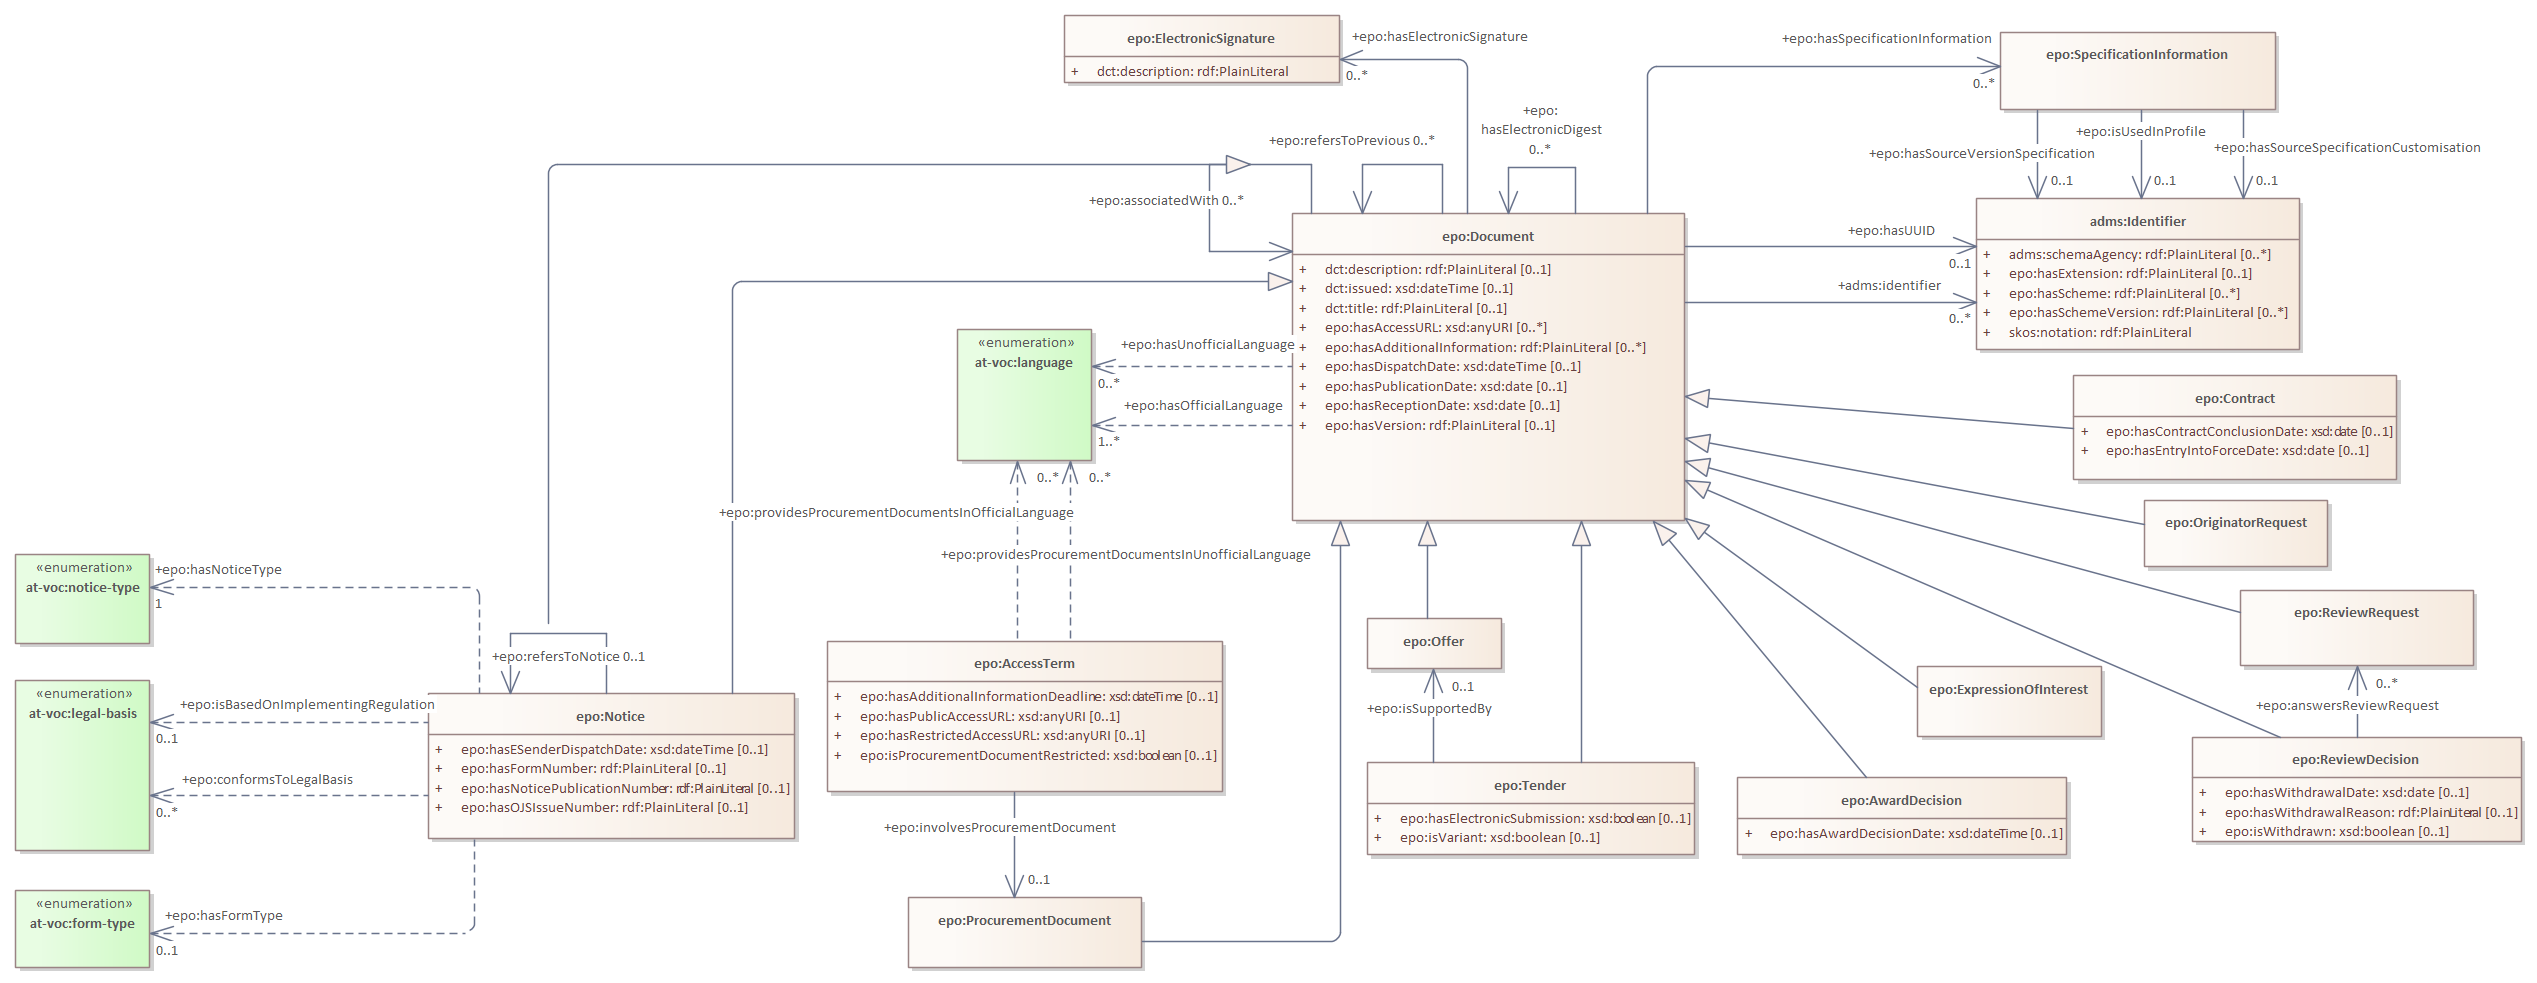 epo:ElectronicSignature
+ dct:description: rdf:PlainLiteral
+epo:hasElectronicSignature
0..*
+epo:hasSpecificationInformation
0..*
epo:SpecificationInformation
+epo:refersToPrevious 0..*
+epo:
hasElectronicDigest
0..*
+epo:isUsedInProfile
+epo:hasSourceVersionSpecification
+epo:hasSourceSpecificationCustomisation
0..1
0..1
0..1
+epo:associatedWith 0..*
epo:Document
+ dct:description: rdf:PlainLiteral [0..1]
+ dct:issued: xsd:dateTime [0..1]
+ dct:title: rdf:PlainLiteral [0..1]
+ epo:hasAccessURL: xsd:anyURI [0..*]
+ epo:hasAdditionalInformation: rdf:PlainLiteral [0..*]
+ epo:hasDispatchDate: xsd:dateTime [0..1]
+ epo:hasPublicationDate: xsd:date [0..1]
+ epo:hasReceptionDate: xsd:date [0..1]
+ epo:hasVersion: rdf:PlainLiteral [0..1]
+epo:hasUUID
0..1
+adms:identifier
0..*
adms:Identifier
+ adms:schemaAgency: rdf:PlainLiteral [0..*]
+ epo:hasExtension: rdf:PlainLiteral [0..1]
+ epo:hasScheme: rdf:PlainLiteral [0..*]
+ epo:hasSchemeVersion: rdf:PlainLiteral [0..*]
+ skos:notation: rdf:PlainLiteral
«enumeration»
at-voc:language
+epo:hasUnofficialLanguage
0..*
+epo:hasOfficialLanguage
1..*
0..*
0..*
+epo:providesProcurementDocumentsInOfficialLanguage
+epo:providesProcurementDocumentsInUnofficialLanguage
epo:Contract
+ epo:hasContractConclusionDate: xsd:date [0..1]
+ epo:hasEntryIntoForceDate: xsd:date [0..1]
epo:OriginatorRequest
«enumeration»
at-voc:notice-type
+epo:hasNoticeType
1
epo:ReviewRequest
+epo:refersToNotice 0..1
epo:AccessTerm
+ epo:hasAdditionalInformationDeadline: xsd:dateTime [0..1]
+ epo:hasPublicAccessURL: xsd:anyURI [0..1]
+ epo:hasRestrictedAccessURL: xsd:anyURI [0..1]
+ epo:isProcurementDocumentRestricted: xsd:boolean [0..1]
epo:Offer
0..1
+epo:isSupportedBy
epo:ExpressionOfInterest
0..*
+epo:answersReviewRequest
«enumeration»
at-voc:legal-basis
+epo:isBasedOnImplementingRegulation
0..1
+epo:conformsToLegalBasis
0..*
epo:Notice
+ epo:hasESenderDispatchDate: xsd:dateTime [0..1]
+ epo:hasFormNumber: rdf:PlainLiteral [0..1]
+ epo:hasNoticePublicationNumber: rdf:PlainLiteral [0..1]
+ epo:hasOJSIssueNumber: rdf:PlainLiteral [0..1]
epo:Tender
+ epo:hasElectronicSubmission: xsd:boolean [0..1]
+ epo:isVariant: xsd:boolean [0..1]
epo:AwardDecision
+ epo:hasAwardDecisionDate: xsd:dateTime [0..1]
epo:ReviewDecision
+ epo:hasWithdrawalDate: xsd:date [0..1]
+ epo:hasWithdrawalReason: rdf:PlainLiteral [0..1]
+ epo:isWithdrawn: xsd:boolean [0..1]
+epo:involvesProcurementDocument
0..1
epo:ProcurementDocument
«enumeration»
at-voc:form-type
+epo:hasFormType
0..1